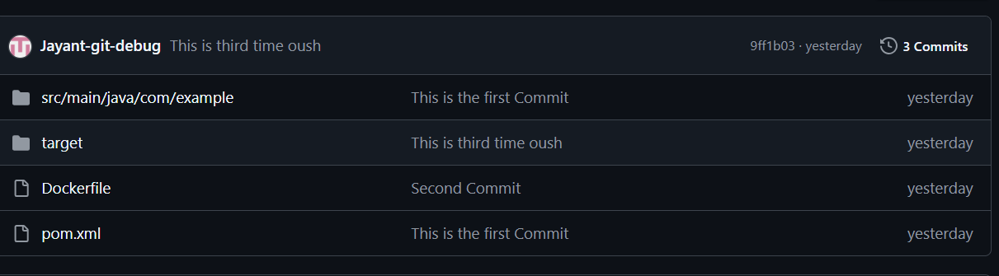 Jayant-git-debug This is third time oush 9ff1b03 · yesterday 3 Commits
src/main/java/com/example This is the first Commit yesterday
target This is third time oush yesterday
Dockerfile Second Commit yesterday
pom.xml This is the first Commit yesterday